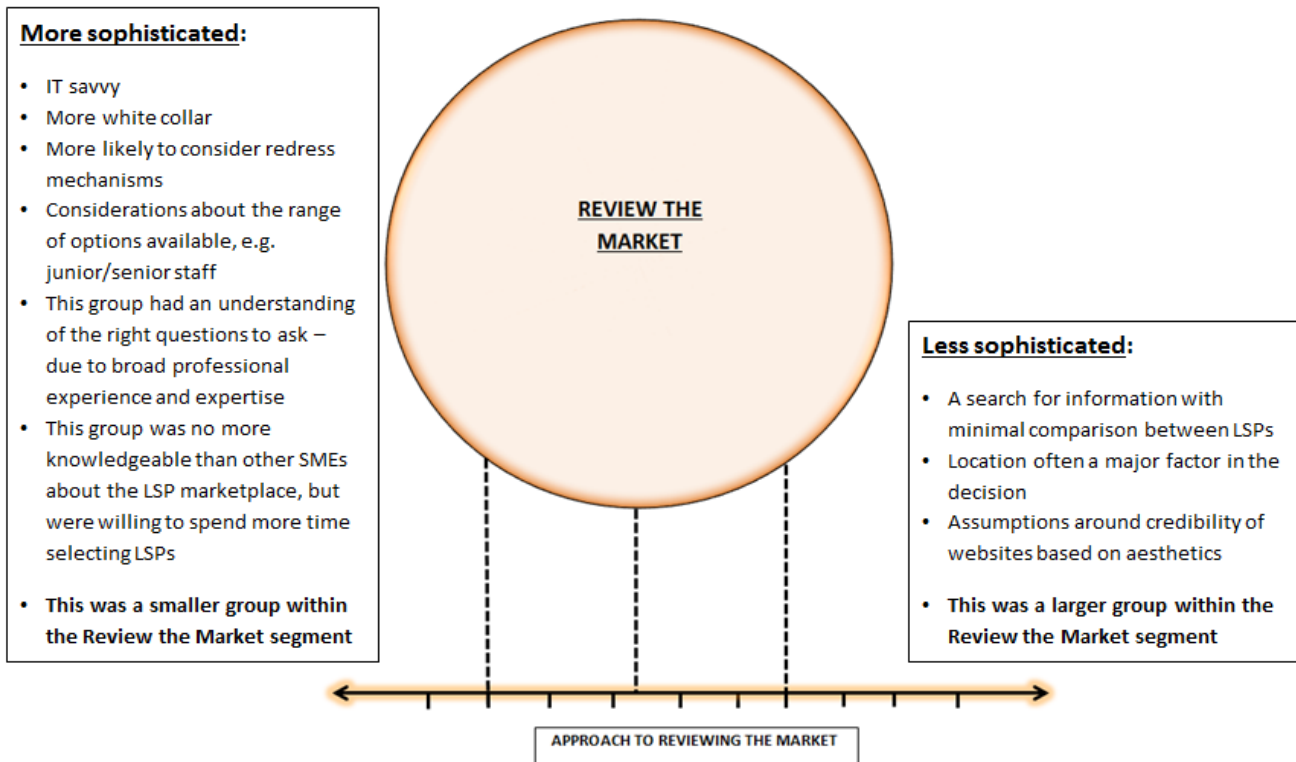 More sophisticated:
• IT savvy
• More white collar
• More likely to consider redress
mechanisms
• Considerations about the range
of options available, e.g.
junior/senior staff
• This group had an understanding
of the right questions to ask –
due to broad professional
experience and expertise
• This group was no more
knowledgeable than other SMEs
about the LSP marketplace, but
were willing to spend more time
selecting LSPs
• This was a smaller group within
the Review the Market segment
REVIEW THE
MARKET
Less sophisticated:
• A search for information with
minimal comparison between LSPs
• Location often a major factor in the
decision
• Assumptions around credibility of
websites based on aesthetics
• This was a larger group within the
Review the Market segment
APPROACH TO REVIEWING THE MARKET